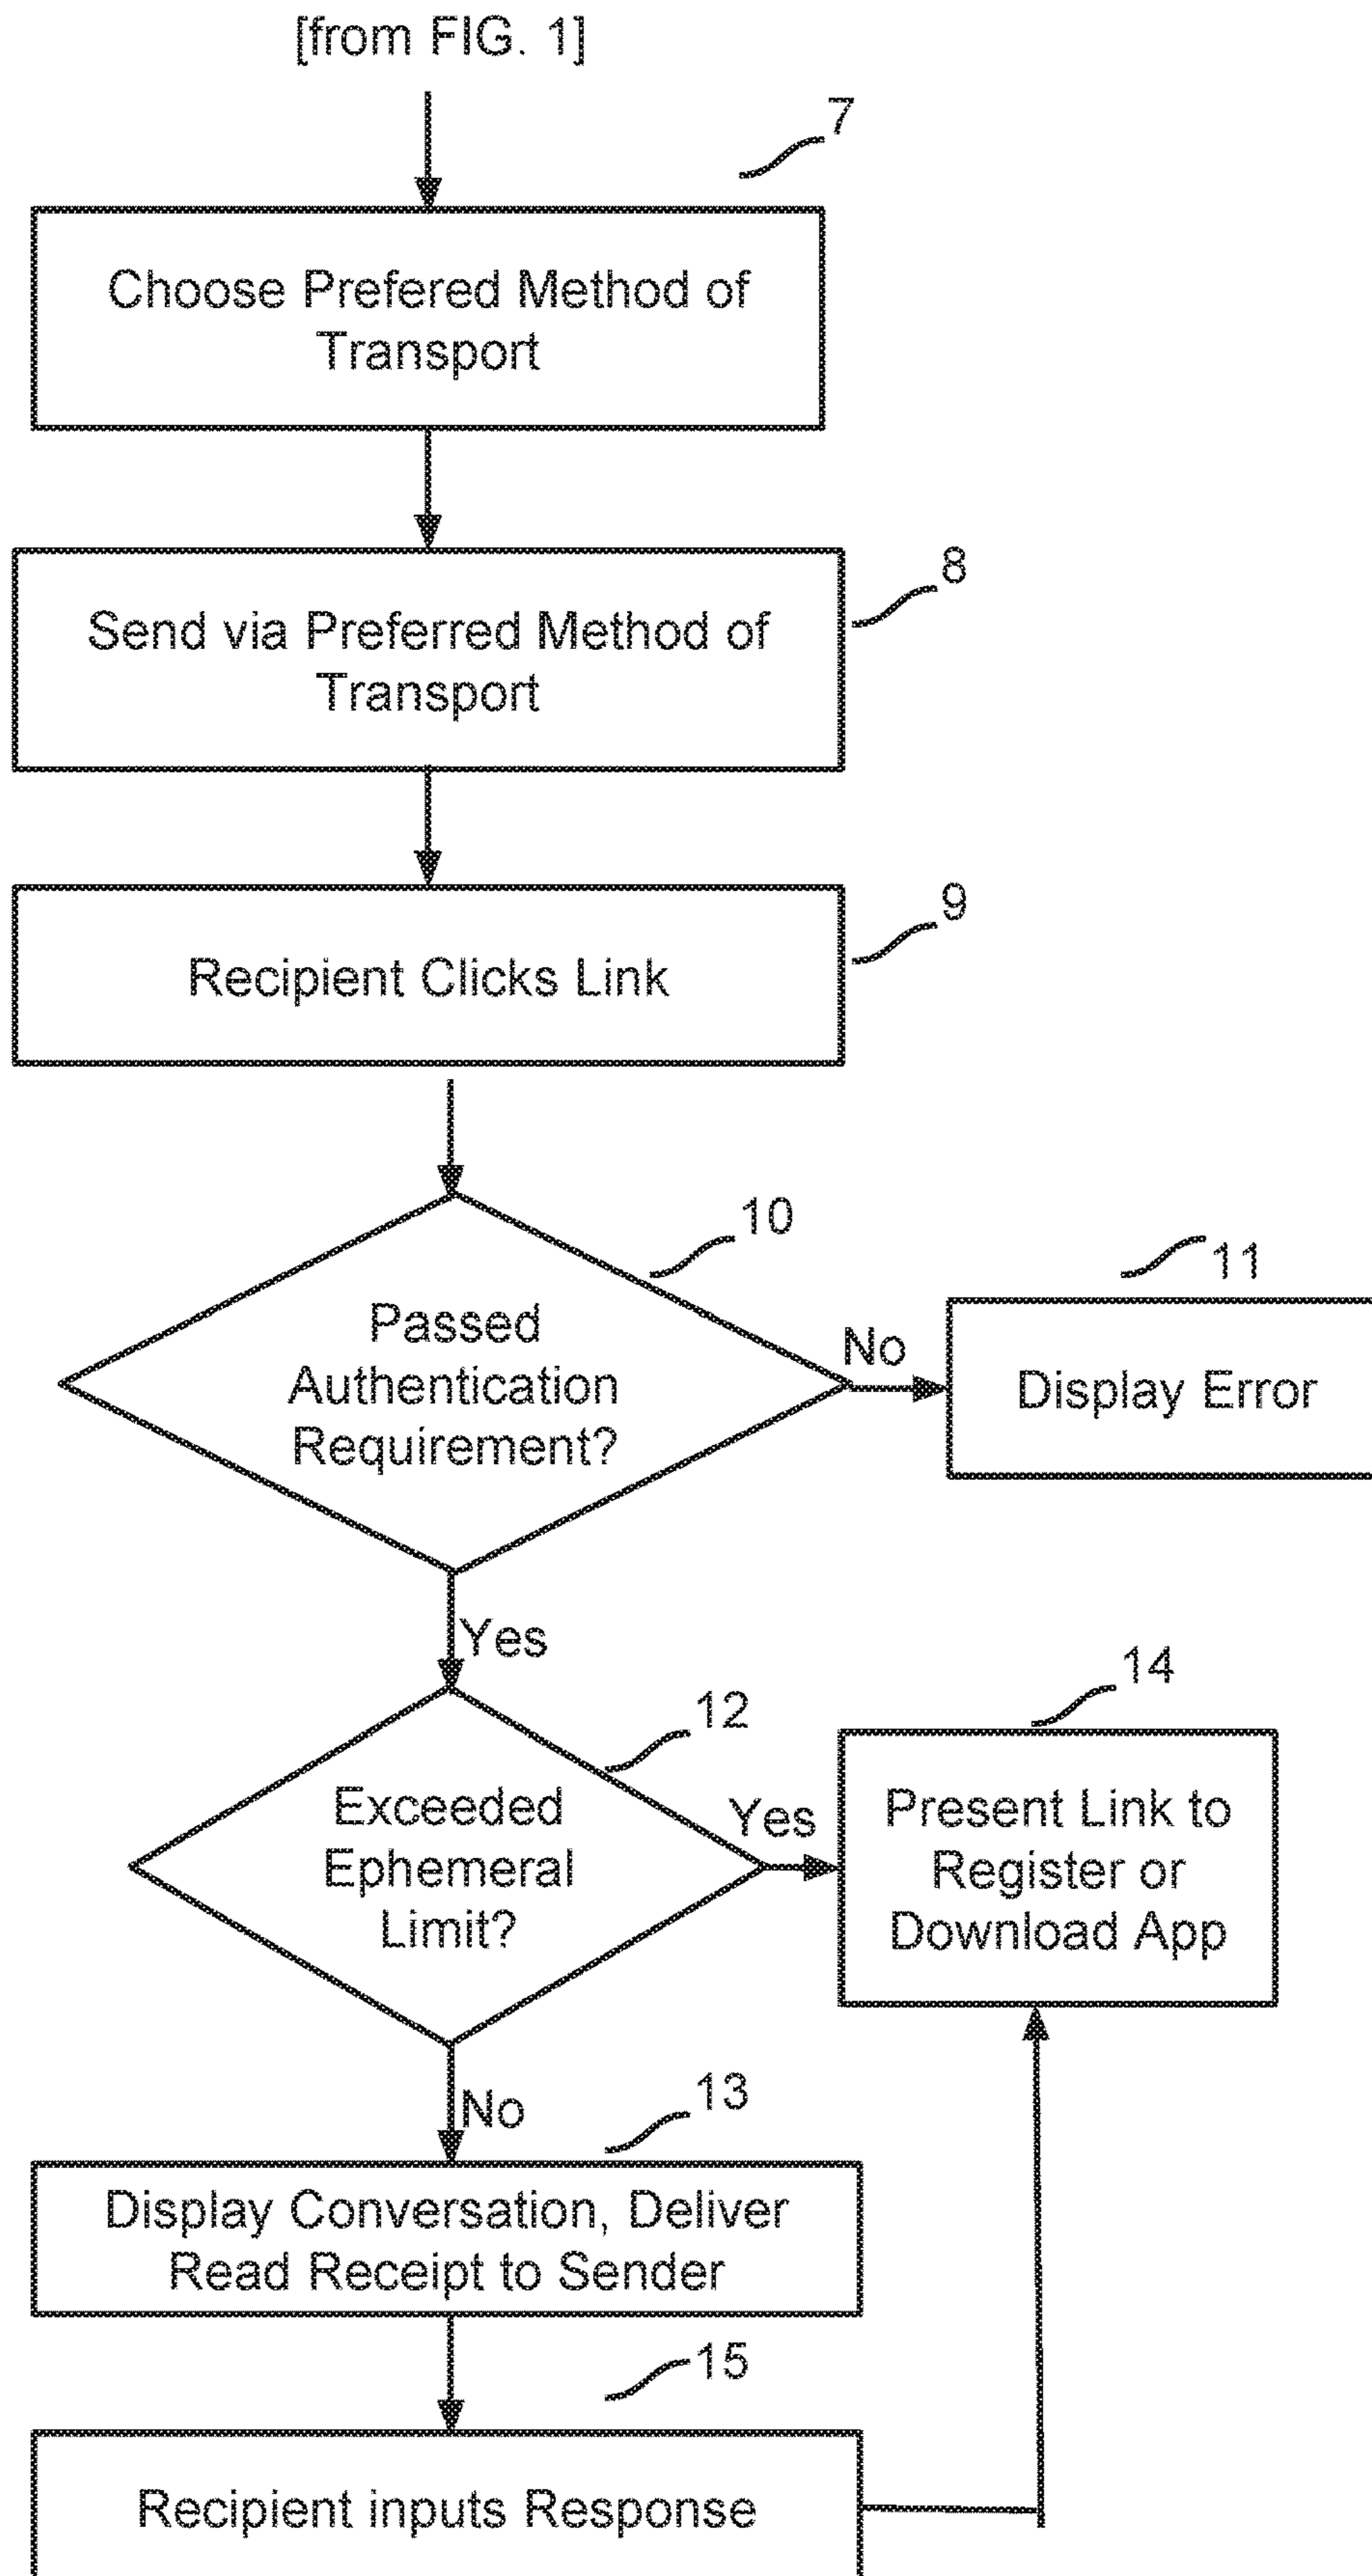 [from FIG. 1]
7
Choose Prefered Method of
Transport
8
Send via Preferred Method of
Transport
9
Recipient Clicks Link
10
Passed
Authentication
Requirement?
No
11
Display Error
Yes
12
Exceeded
Ephemeral
Limit?
Yes
14
Present Link to
Register or
Download App
No
13
Display Conversation, Deliver
Read Receipt to Sender
15
Recipient inputs Response